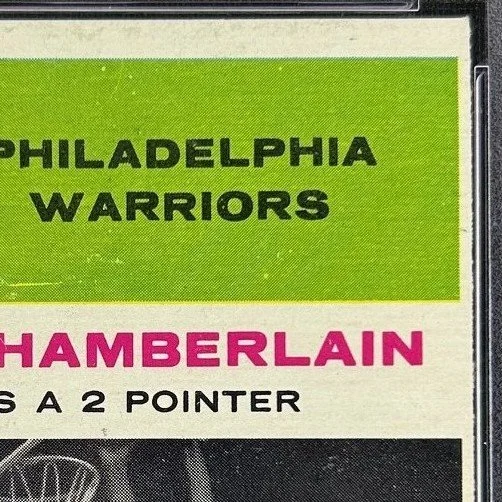 PHILADELPHIA
WARRIORS
HAMBERLAIN
S A 2 POINTER